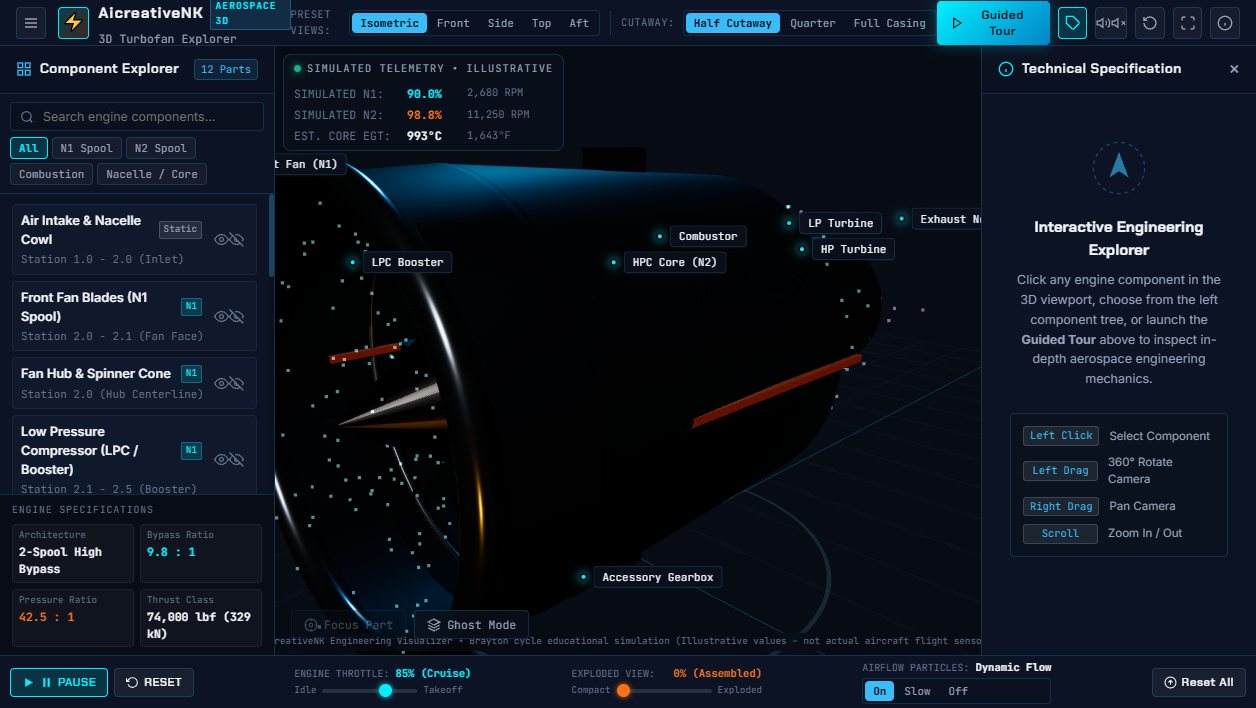 AicreativeNK
AEROSPACE
3D
3D Turbofan Explorer
PRESET
VIEWS:
Isometric Front Side Top Aft
CUTAWAY:
Half Cutaway Quarter Full Casing
Guided
Tour
Component Explorer 12 Parts
Search engine components...
All N1 Spool N2 Spool
Combustion Nacelle / Core
Air Intake & Nacelle
Cowl
Static
Station 1.0 - 2.0 (Inlet)
Front Fan Blades (N1
Spool)
N1
Station 2.0 - 2.1 (Fan Face)
Fan Hub & Spinner Cone N1
Station 2.0 (Hub Centerline)
Low Pressure
Compressor (LPC /
Booster)
N1
Station 2.1 - 2.5 (Booster)
ENGINE SPECIFICATIONS
Architecture
2-Spool High
Bypass
Bypass Ratio
9.8 : 1
Pressure Ratio
42.5 : 1
Thrust Class
74,000 lbf (329
kN)
SIMULATED TELEMETRY • ILLUSTRATIVE
SIMULATED N1: 90.0% 2,680 RPM
SIMULATED N2: 98.8% 11,250 RPM
EST. CORE EGT: 993°C 1,643°F
t Fan (N1)
LPC Booster
Combustor
HPC Core (N2)
LP Turbine
HP Turbine
Exhaust
Accessory Gearbox
Focus Part
Ghost Mode
reativeNK Engineering Visualizer • Brayton cycle educational simulation (Illustrative values - not actual aircraft flight senso
Technical Specification
Interactive Engineering
Explorer
Click any engine component in the
3D viewport, choose from the left
component tree, or launch the
Guided Tour above to inspect in-
depth aerospace engineering
mechanics.
Left Click Select Component
Left Drag 360° Rotate
Camera
Right Drag Pan Camera
Scroll Zoom In / Out
PAUSE
RESET
ENGINE THROTTLE: 85% (Cruise)
Idle Takeoff
EXPLODED VIEW: 0% (Assembled)
Compact Exploded
AIRFLOW PARTICLES: Dynamic Flow
On Slow Off
Reset All